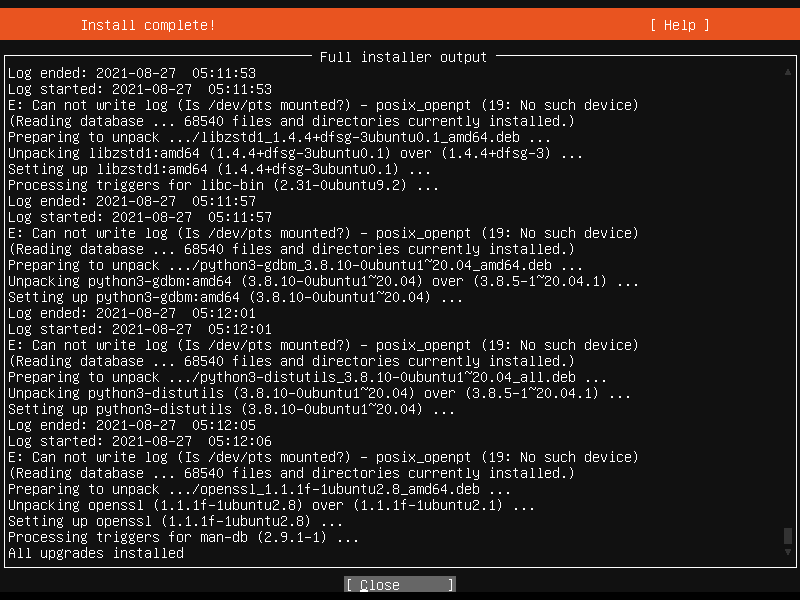 Install complete! [ Help ]
Full installer output
Log ended: 2021-08-27  05:11:53
Log started: 2021-08-27  05:11:53
E: Can not write log (Is /dev/pts mounted?) - posix_openpt (19: No such device)
(Reading database ... 68540 files and directories currently installed.)
Preparing to unpack .../libzstd1_1.4.4+dfsg-3ubuntu0.1_amd64.deb ...
Unpacking libzstd1:amd64 (1.4.4+dfsg-3ubuntu0.1) over (1.4.4+dfsg-3) ...
Setting up libzstd1:amd64 (1.4.4+dfsg-3ubuntu0.1) ...
Processing triggers for libc-bin (2.31-0ubuntu9.2) ...
Log ended: 2021-08-27  05:11:57
Log started: 2021-08-27  05:11:57
E: Can not write log (Is /dev/pts mounted?) - posix_openpt (19: No such device)
(Reading database ... 68540 files and directories currently installed.)
Preparing to unpack .../python3-gdbm_3.8.10-0ubuntu1~20.04_amd64.deb ...
Unpacking python3-gdbm:amd64 (3.8.10-0ubuntu1~20.04) over (3.8.5-1~20.04.1) ...
Setting up python3-gdbm:amd64 (3.8.10-0ubuntu1~20.04) ...
Log ended: 2021-08-27  05:12:01
Log started: 2021-08-27  05:12:01
E: Can not write log (Is /dev/pts mounted?) - posix_openpt (19: No such device)
(Reading database ... 68540 files and directories currently installed.)
Preparing to unpack .../python3-distutils_3.8.10-0ubuntu1~20.04_all.deb ...
Unpacking python3-distutils (3.8.10-0ubuntu1~20.04) over (3.8.5-1~20.04.1) ...
Setting up python3-distutils (3.8.10-0ubuntu1~20.04) ...
Log ended: 2021-08-27  05:12:05
Log started: 2021-08-27  05:12:06
E: Can not write log (Is /dev/pts mounted?) - posix_openpt (19: No such device)
(Reading database ... 68540 files and directories currently installed.)
Preparing to unpack .../openssl_1.1.1f-1ubuntu2.8_amd64.deb ...
Unpacking openssl (1.1.1f-1ubuntu2.8) over (1.1.1f-1ubuntu2.1) ...
Setting up openssl (1.1.1f-1ubuntu2.8) ...
Processing triggers for man-db (2.9.1-1) ...
All upgrades installed
[ Close ]